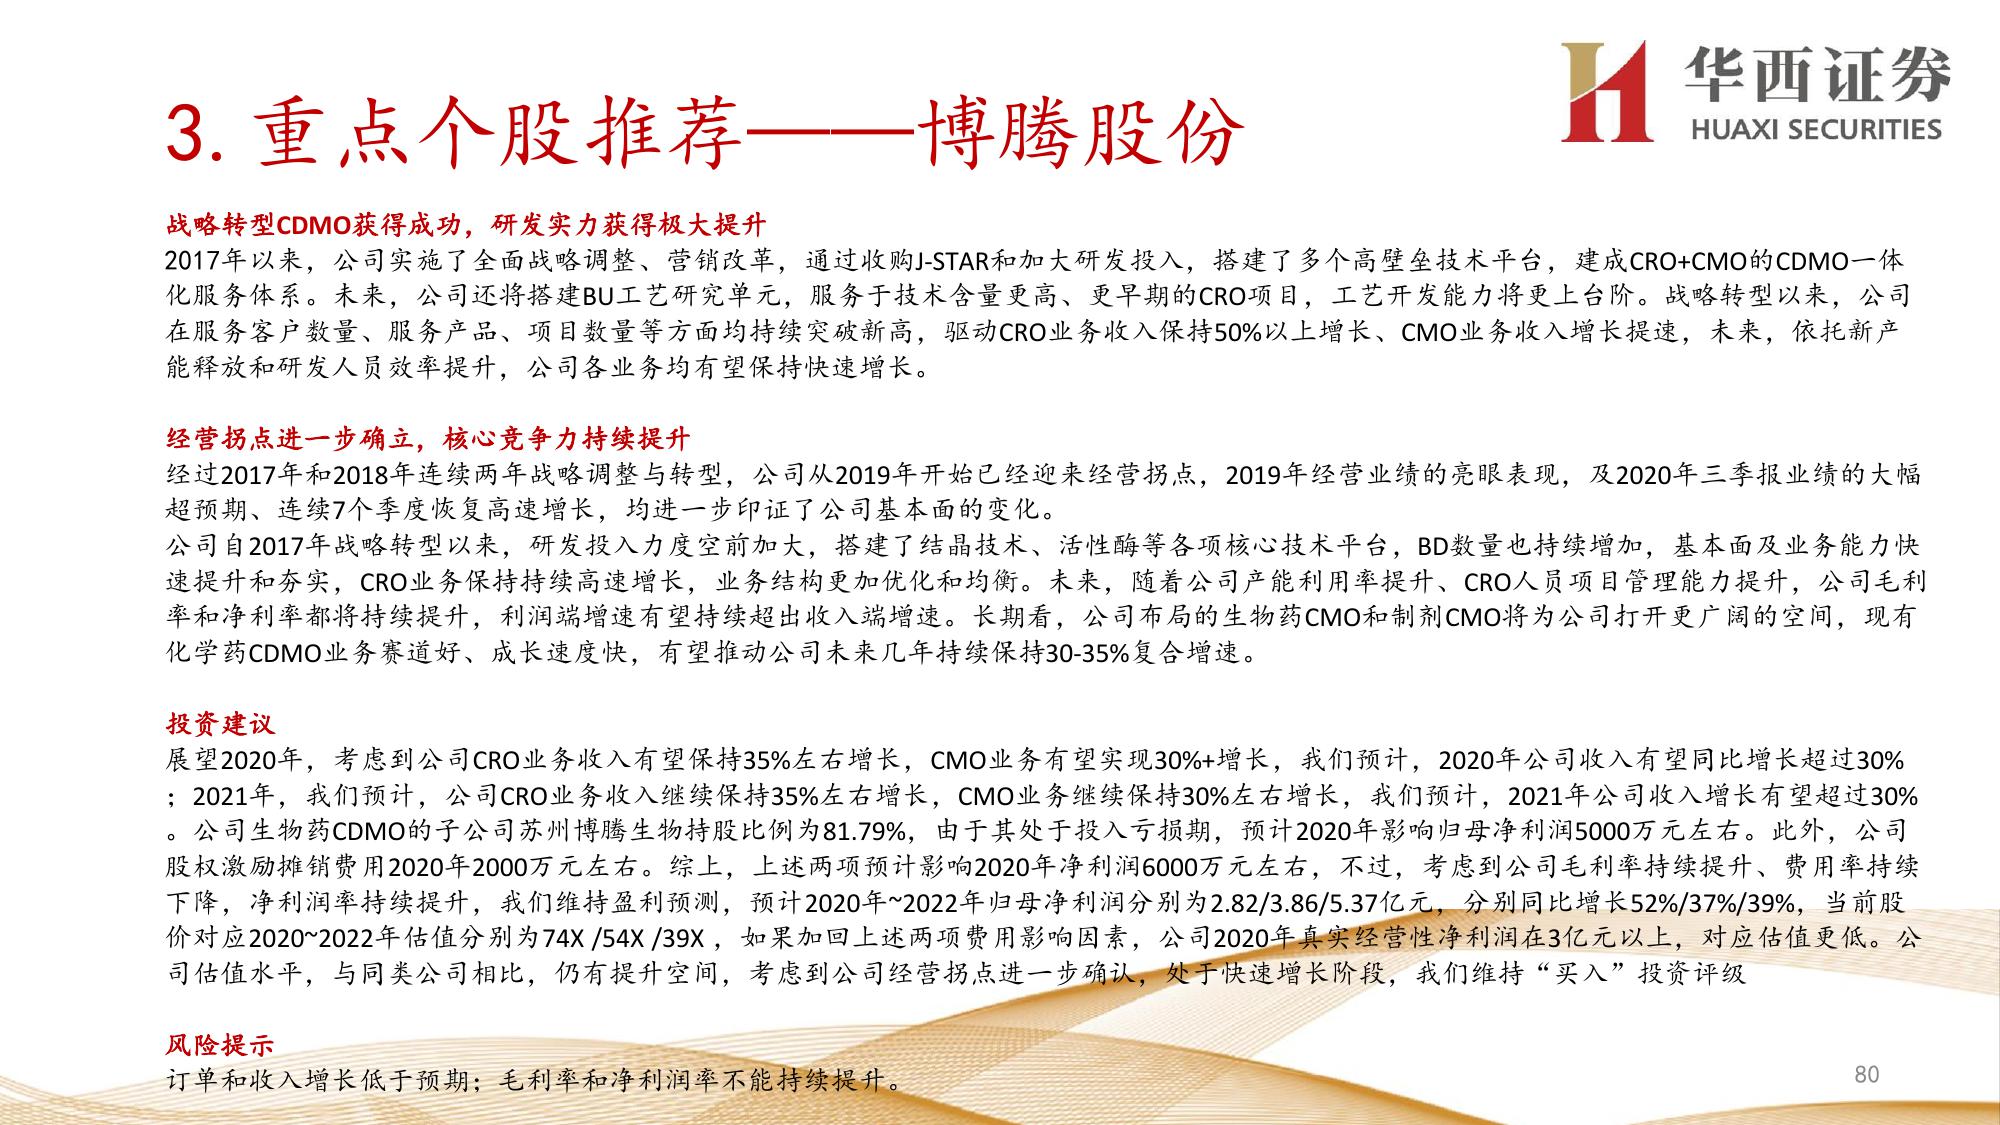 华西证券
HUAXI SECURITIES
3. 重点个股推荐——博腾股份
战略转型CDMO获得成功，研发实力获得极大提升
2017年以来，公司实施了全面战略调整、营销改革，通过收购J-STAR和加大研发投入，搭建了多个高壁垒技术平台，建成CRO+CMO的CDMO一体
化服务体系。未来，公司还将搭建BU工艺研究单元，服务于技术含量更高、更早期的CRO项目，工艺开发能力将更上台阶。战略转型以来，公司
在服务客户数量、服务产品、项目数量等方面均持续突破新高，驱动CRO业务收入保持50%以上增长、CMO业务收入增长提速，未来，依托新产
能释放和研发人员效率提升，公司各业务均有望保持快速增长。
经营拐点进一步确立，核心竞争力持续提升
经过2017年和2018年连续两年战略调整与转型，公司从2019年开始已经迎来经营拐点，2019年经营业绩的亮眼表现，及2020年三季报业绩的大幅
超预期、连续7个季度恢复高速增长，均进一步印证了公司基本面的变化。
公司自2017年战略转型以来，研发投入力度空前加大，搭建了结晶技术、活性酶等各项核心技术平台，BD数量也持续增加，基本面及业务能力快
速提升和夯实，CRO业务保持持续高速增长，业务结构更加优化和均衡。未来，随着公司产能利用率提升、CRO人员项目管理能力提升，公司毛利
率和净利率都将持续提升，利润端增速有望持续超出收入端增速。长期看，公司布局的生物药CMO和制剂CMO将为公司打开更广阔的空间，现有
化学药CDMO业务赛道好、成长速度快，有望推动公司未来几年持续保持30-35%复合增速。
投资建议
展望2020年，考虑到公司CRO业务收入有望保持35%左右增长，CMO业务有望实现30%+增长，我们预计，2020年公司收入有望同比增长超过30%
；2021年，我们预计，公司CRO业务收入继续保持35%左右增长，CMO业务继续保持30%左右增长，我们预计，2021年公司收入增长有望超过30%
。公司生物药CDMO的子公司苏州博腾生物持股比例为81.79%，由于其处于投入亏损期，预计2020年影响归母净利润5000万元左右。此外，公司
股权激励摊销费用2020年2000万元左右。综上，上述两项预计影响2020年净利润6000万元左右，不过，考虑到公司毛利率持续提升、费用率持续
下降，净利润率持续提升，我们维持盈利预测，预计2020年~2022年归母净利润分别为2.82/3.86/5.37亿元，分别同比增长52%/37%/39%，当前股
价对应2020~2022年估值分别为74X /54X /39X ，如果加回上述两项费用影响因素，公司2020年真实经营性净利润在3亿元以上，对应估值更低。公
司估值水平，与同类公司相比，仍有提升空间，考虑到公司经营拐点进一步确认，处于快速增长阶段，我们维持“买入”投资评级
风险提示
订单和收入增长低于预期；毛利率和净利润率不能持续提升。
80